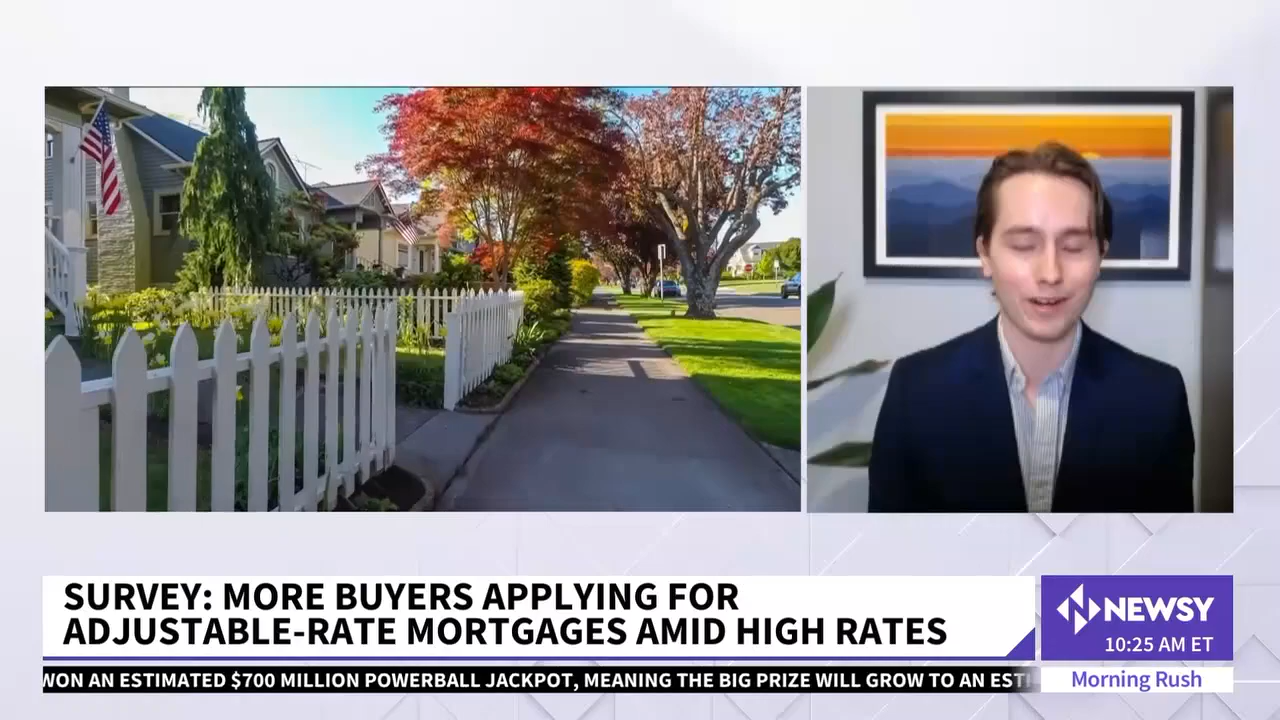 SURVEY: MORE BUYERS APPLYING FOR
ADJUSTABLE-RATE MORTGAGES AMID HIGH RATES
NEWSY
10:25 AM ET
WON AN ESTIMATED $700 MILLION POWERBALL JACKPOT, MEANING THE BIG PRIZE WILL GROW TO AN
Morning Rush